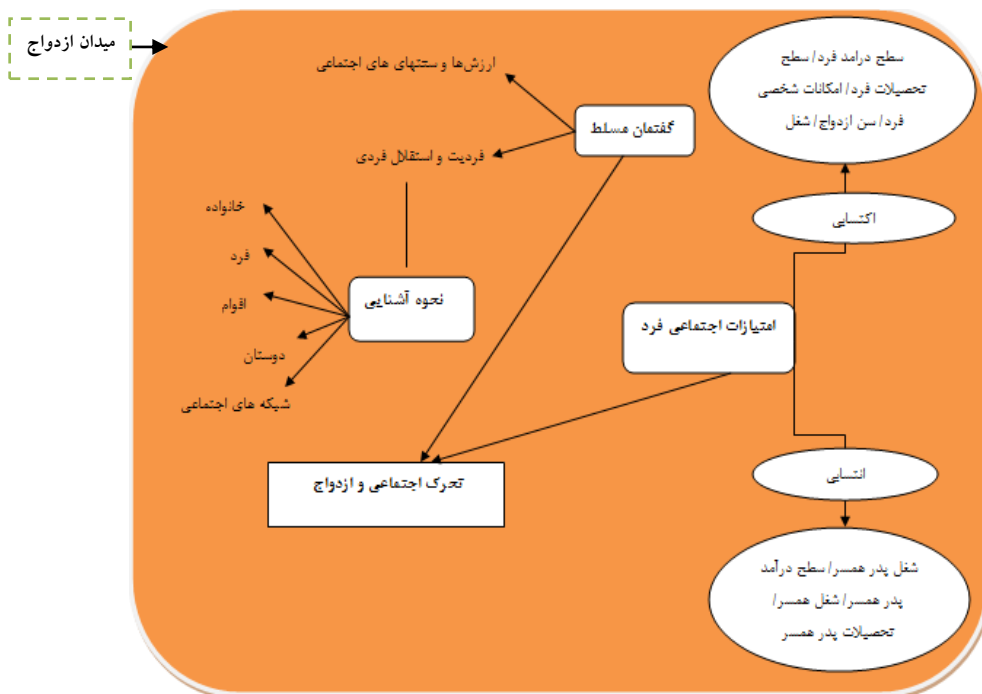 میدان ازدواج
سطح درامد فرد/ سطح
تحصیلات فرد/ امکانات شخصی
فرد/ سن ازدواج/ شغل
ارزش‌ها و سعتهای های اجتماعی
گفتمان مسلط
فردیت و استقلال فردی
اکتسابی
خانواده
فرد
اقوام
دوستان
شبکه های اجتماعی
نحوه آشنایی
امتیازات اجتماعی فرد
تحرک اجتماعی و ازدواج
انتسابی
شغل پدر همسر/ سطح درآمد
پدر همسر/ شغل همسر/
تحصیلات پدر همسر